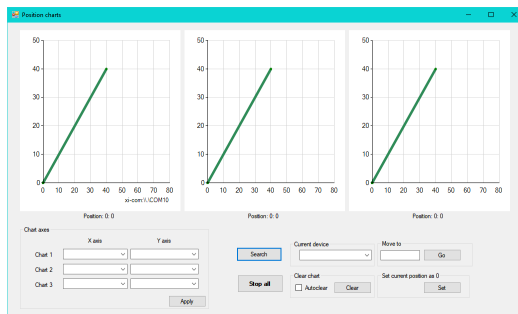 Position charts
50
40
30
20
10
0
0 10 20 30 40 50 60 70 80
xi-com:\\.\COM10
Position: 0: 0
50
40
30
20
10
0
0 10 20 30 40 50 60 70 80
Position: 0: 0
50
40
30
20
10
0
0 10 20 30 40 50 60 70 80
Position: 0: 0
Chart axes
X axis Y axis
Chart 1
Chart 2
Chart 3
Apply
Search
Stop all
Current device
Move to
Go
Clear chart
Autoclear Clear
Set current position as 0
Set